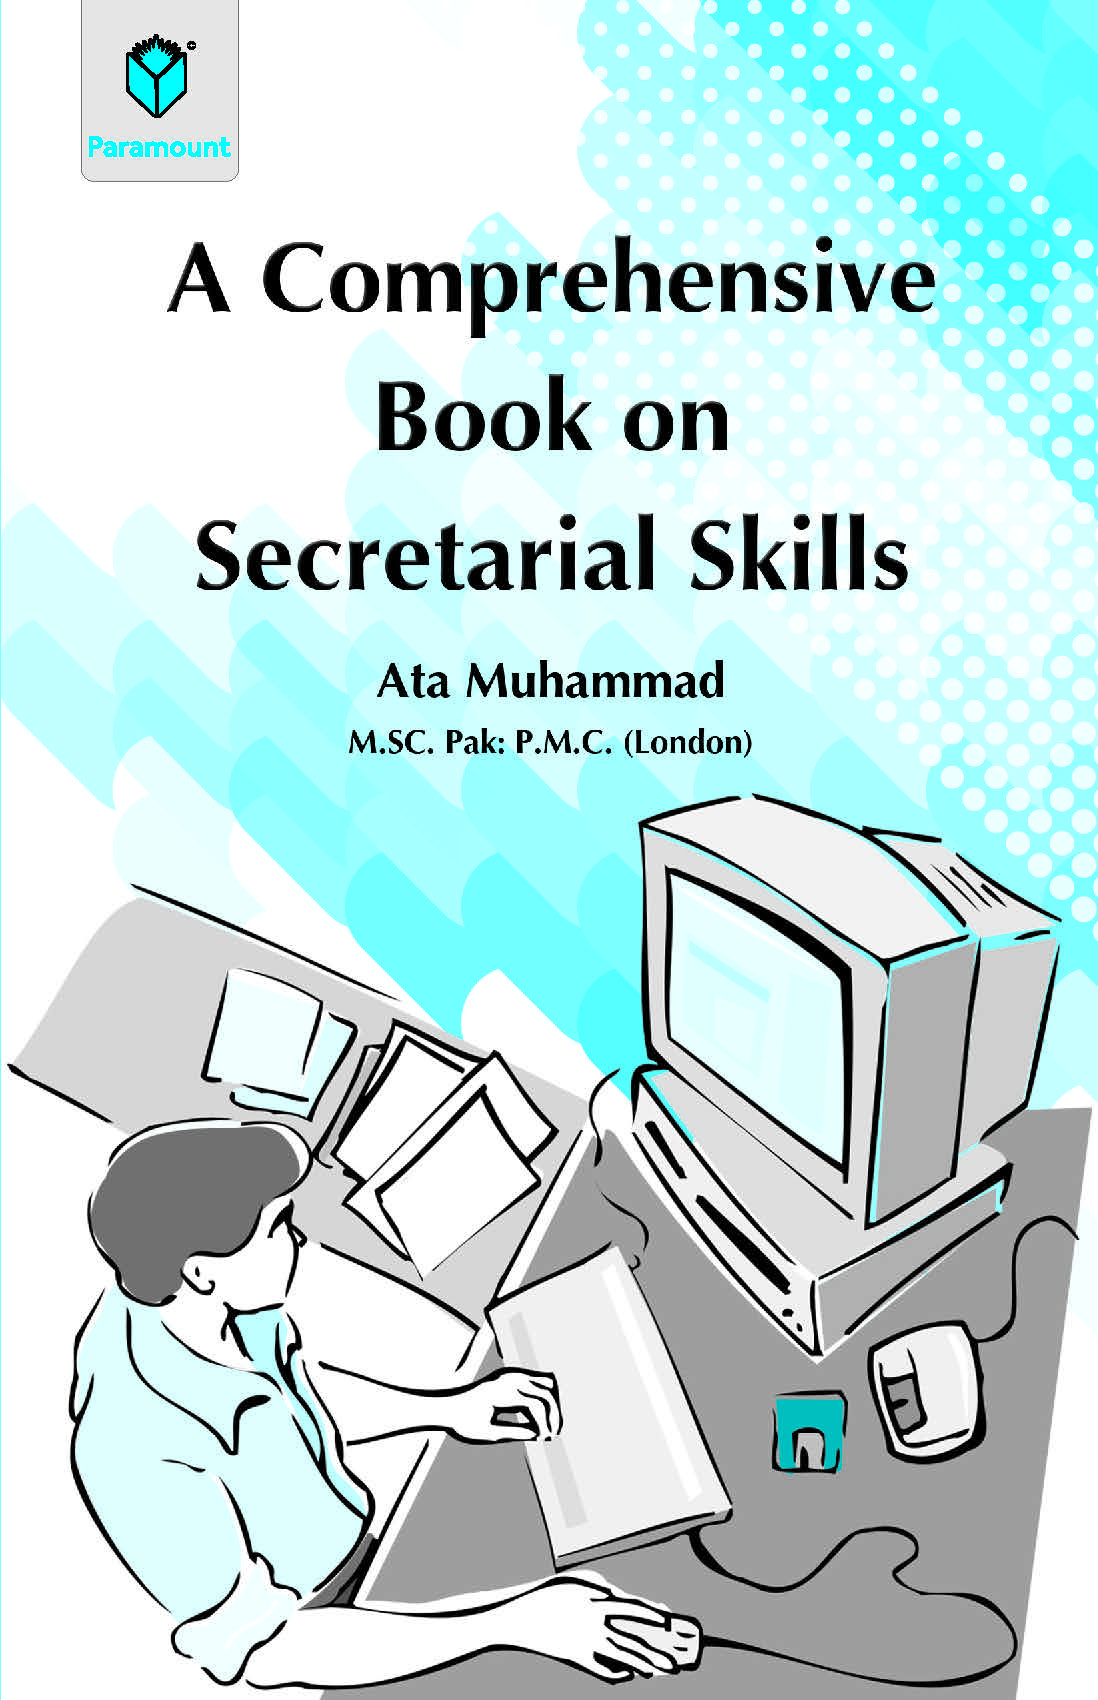 ©
Paramount
A Comprehensive
Book on
Secretarial Skills
Ata Muhammad
M.SC. Pak: P.M.C. (London)